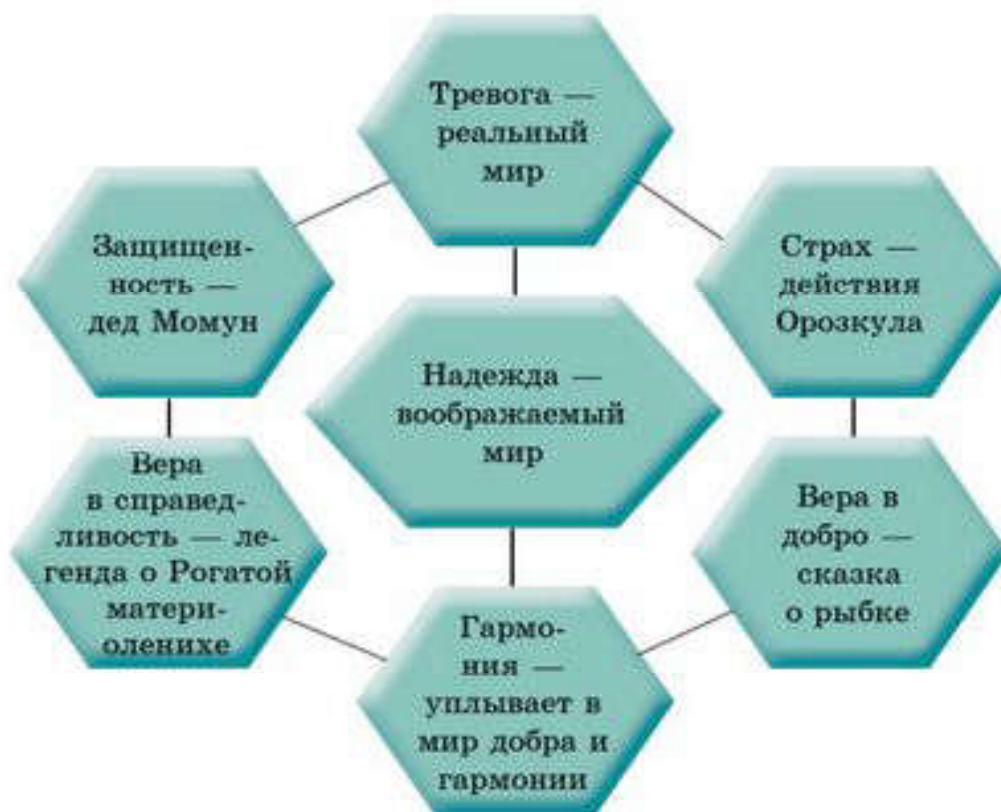 Тревога —
реальный
мир
Защищен-
ность —
дед Момун
Страх —
действия
Орозкула
Надежда —
воображаемый
мир
Вера
в справед-
ливость — ле-
генда о Рогатой
матери-
оленихе
Вера в
добро —
сказка
о рыбке
Гармо-
ния —
уплывает в
мир добра и
гармонии